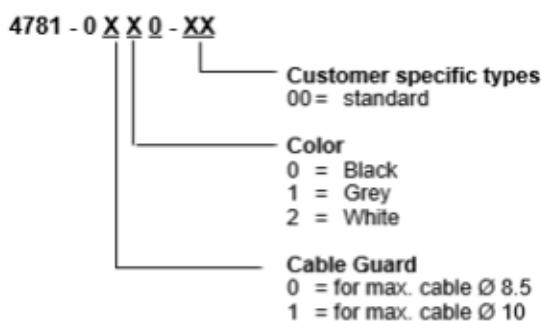 4781 - 0 X X 0 - XX
Customer specific types
00 = standard
Color
0 = Black
1 = Grey
2 = White
Cable Guard
0 = for max. cable Ø 8.5
1 = for max. cable Ø 10